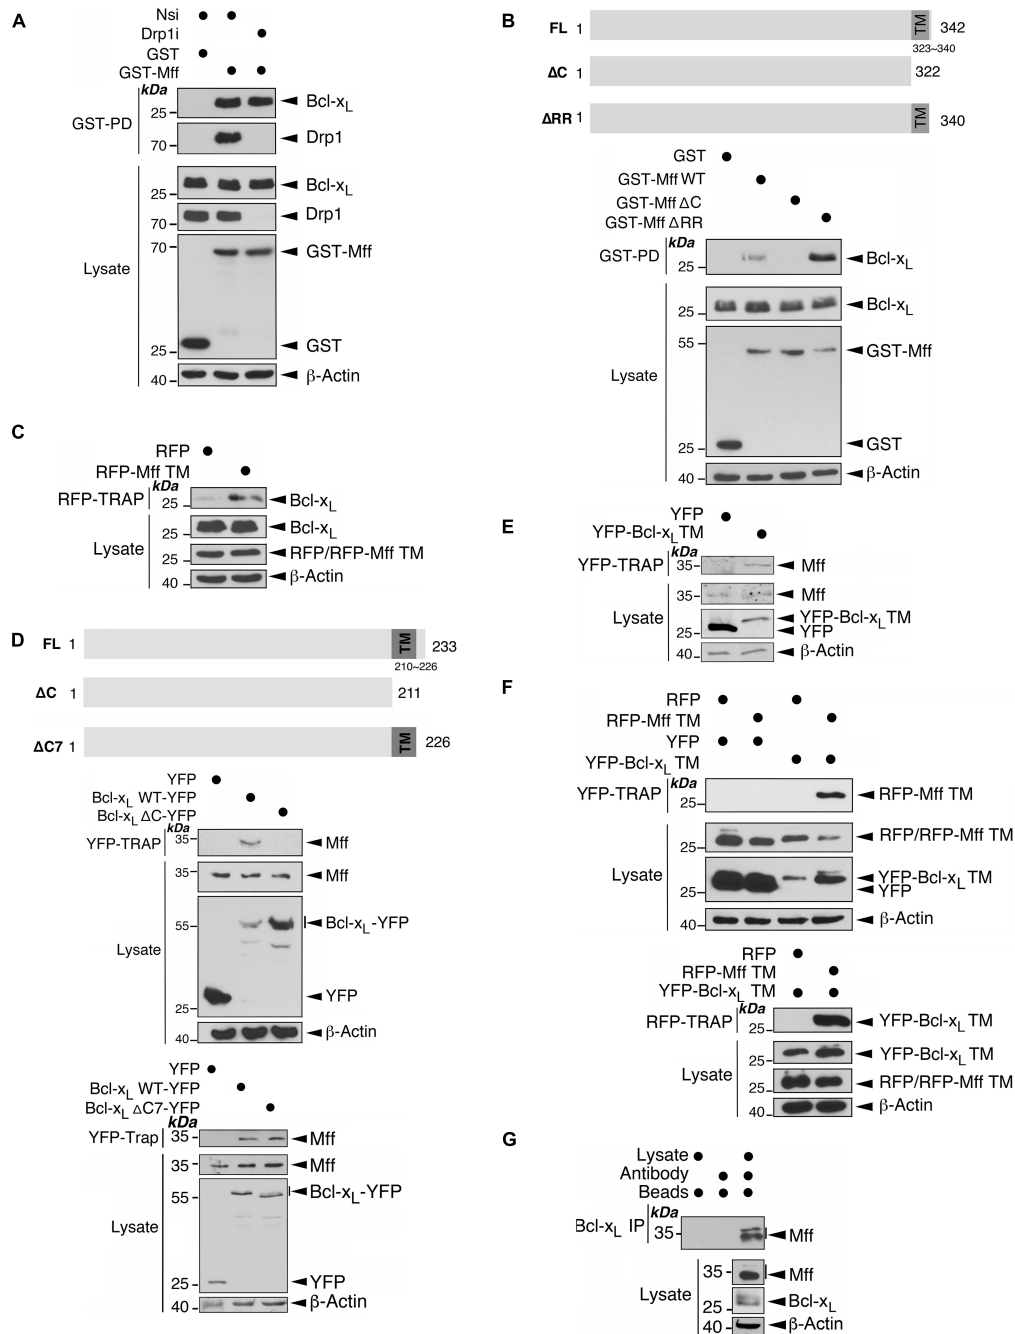 A
Nsi
Drp1i
GST
GST-Mff
kDa
GST-PD
25
Bcl-xL
70
Drp1
Lysate
25
Bcl-xL
70
Drp1
70
GST-Mff
25
GST
40
β-Actin
B
FL 1 TM 342
323~340
ΔC 1 322
ΔRR 1 TM 340
GST
GST-Mff WT
GST-Mff ΔC
GST-Mff ΔRR
kDa
GST-PD
25
Bcl-xL
Lysate
25
Bcl-xL
55
GST-Mff
25
GST
40
β-Actin
C
RFP
RFP-Mff TM
kDa
RFP-TRAP
25
Bcl-xL
Lysate
25
Bcl-xL
25
RFP/RFP-Mff TM
40
β-Actin
D
FL 1 TM 233
210~226
ΔC 1 211
ΔC7 1 TM 226
YFP
Bcl-xL WT-YFP
Bcl-xL ΔC-YFP
kDa
YFP-TRAP
35
Mff
Lysate
35
Mff
55
Bcl-xL-YFP
25
YFP
40
β-Actin
YFP
Bcl-xL WT-YFP
Bcl-xL ΔC7-YFP
kDa
YFP-Trap
35
Mff
Lysate
35
Mff
55
Bcl-xL-YFP
25
YFP
40
β-Actin
E
YFP
YFP-Bcl-xL TM
kDa
YFP-TRAP
35
Mff
Lysate
35
Mff
YFP-Bcl-xL TM
25
YFP
40
β-Actin
F
RFP
RFP-Mff TM
YFP
YFP-Bcl-xL TM
kDa
YFP-TRAP
25
RFP-Mff TM
Lysate
25
RFP/RFP-Mff TM
YFP-Bcl-xL TM
25
YFP
40
β-Actin
RFP
RFP-Mff TM
YFP-Bcl-xL TM
kDa
RFP-TRAP
25
YFP-Bcl-xL TM
Lysate
25
YFP-Bcl-xL TM
25
RFP/RFP-Mff TM
40
β-Actin
G
Lysate
Antibody
Beads
kDa
Bcl-xL IP
35
Mff
Lysate
35
Mff
25
Bcl-xL
40
β-Actin